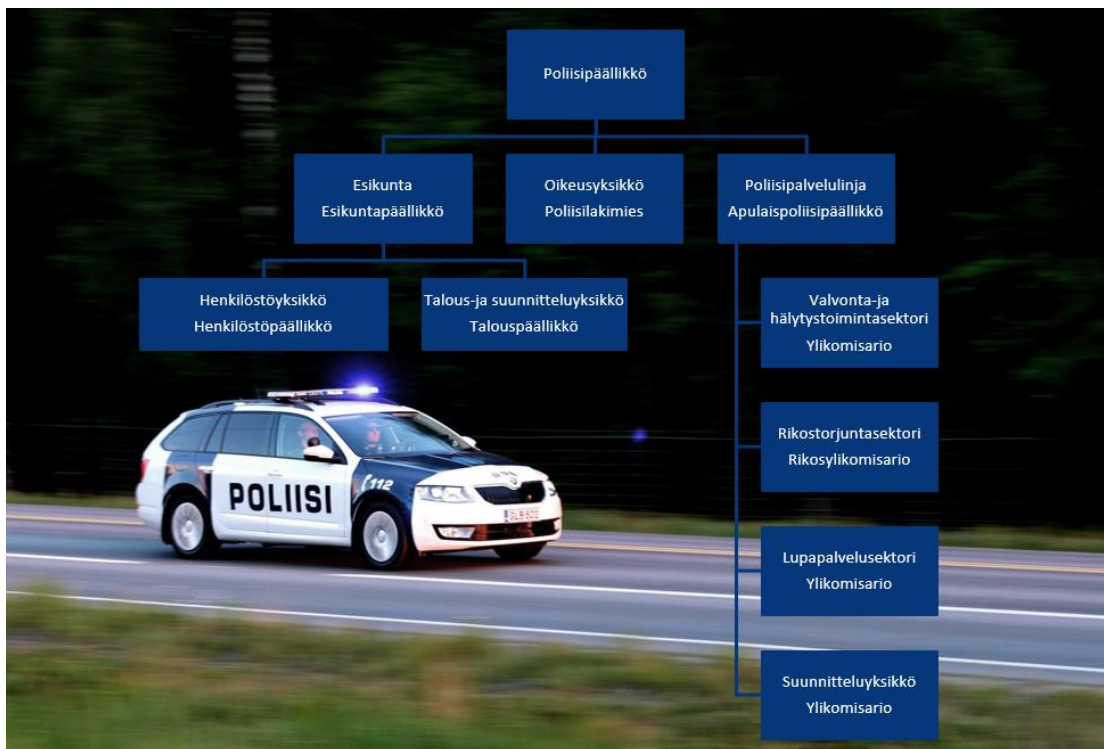 Poliisipäällikkö
Esikunta
Esikuntapäällikkö
Oikeusyksikkö
Poliisilakimies
Poliisipalvelulinja
Apulaispoliisipäällikkö
Henkilöstöyksikkö
Henkilöstöpäällikkö
Talous-ja suunnitteluyksikkö
Talouspäällikkö
Valvonta-ja
hälytystoimintasektori
Ylikomisario
Rikostorjuntasektori
Rikosylikomisario
Lupapalvelusektori
Ylikomisario
Suunnitteluyksikkö
Ylikomisario
112
POLIISI